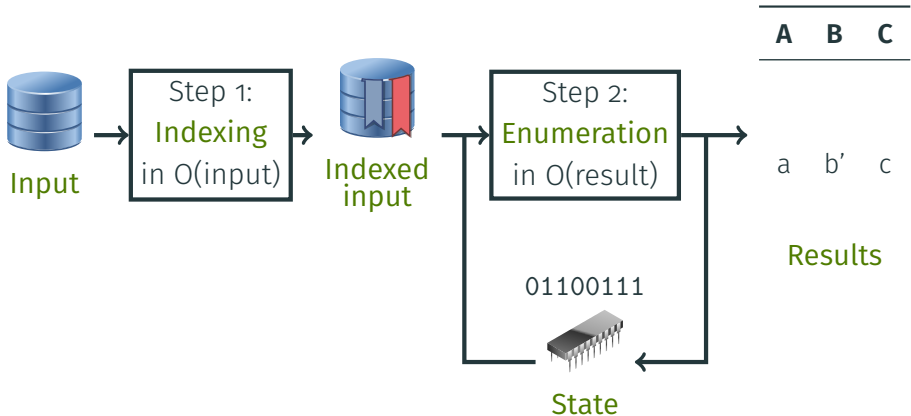 A B C
Step 1:
Indexing
in O(input)
Step 2:
Enumeration
in O(result)
Input
Indexed
input
a b’ c
Results
01100111
State